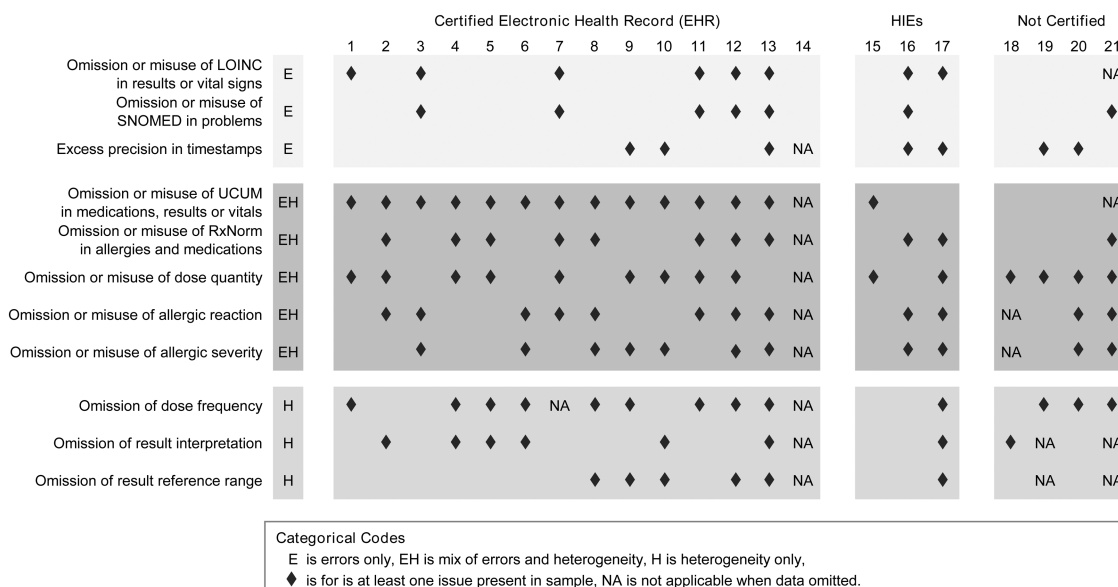 Certified Electronic Health Record (EHR) HIEs Not Certified
1 2 3 4 5 6 7 8 9 10 11 12 13 14 15 16 17 18 19 20 21
Omission or misuse of LOINC
in results or vital signs E NA
Omission or misuse of
SNOMED in problems E
Excess precision in timestamps E NA
Omission or misuse of UCUM
in medications, results or vitals EH NA NA
Omission or misuse of RxNorm
in allergies and medications EH NA
Omission or misuse of dose quantity EH NA
Omission or misuse of allergic reaction EH NA NA
Omission or misuse of allergic severity EH NA NA
Omission of dose frequency H NA NA
Omission of result interpretation H NA NA NA
Omission of result reference range H NA NA NA
Categorical Codes
E is errors only, EH is mix of errors and heterogeneity, H is heterogeneity only,
♦ is for is at least one issue present in sample, NA is not applicable when data omitted.